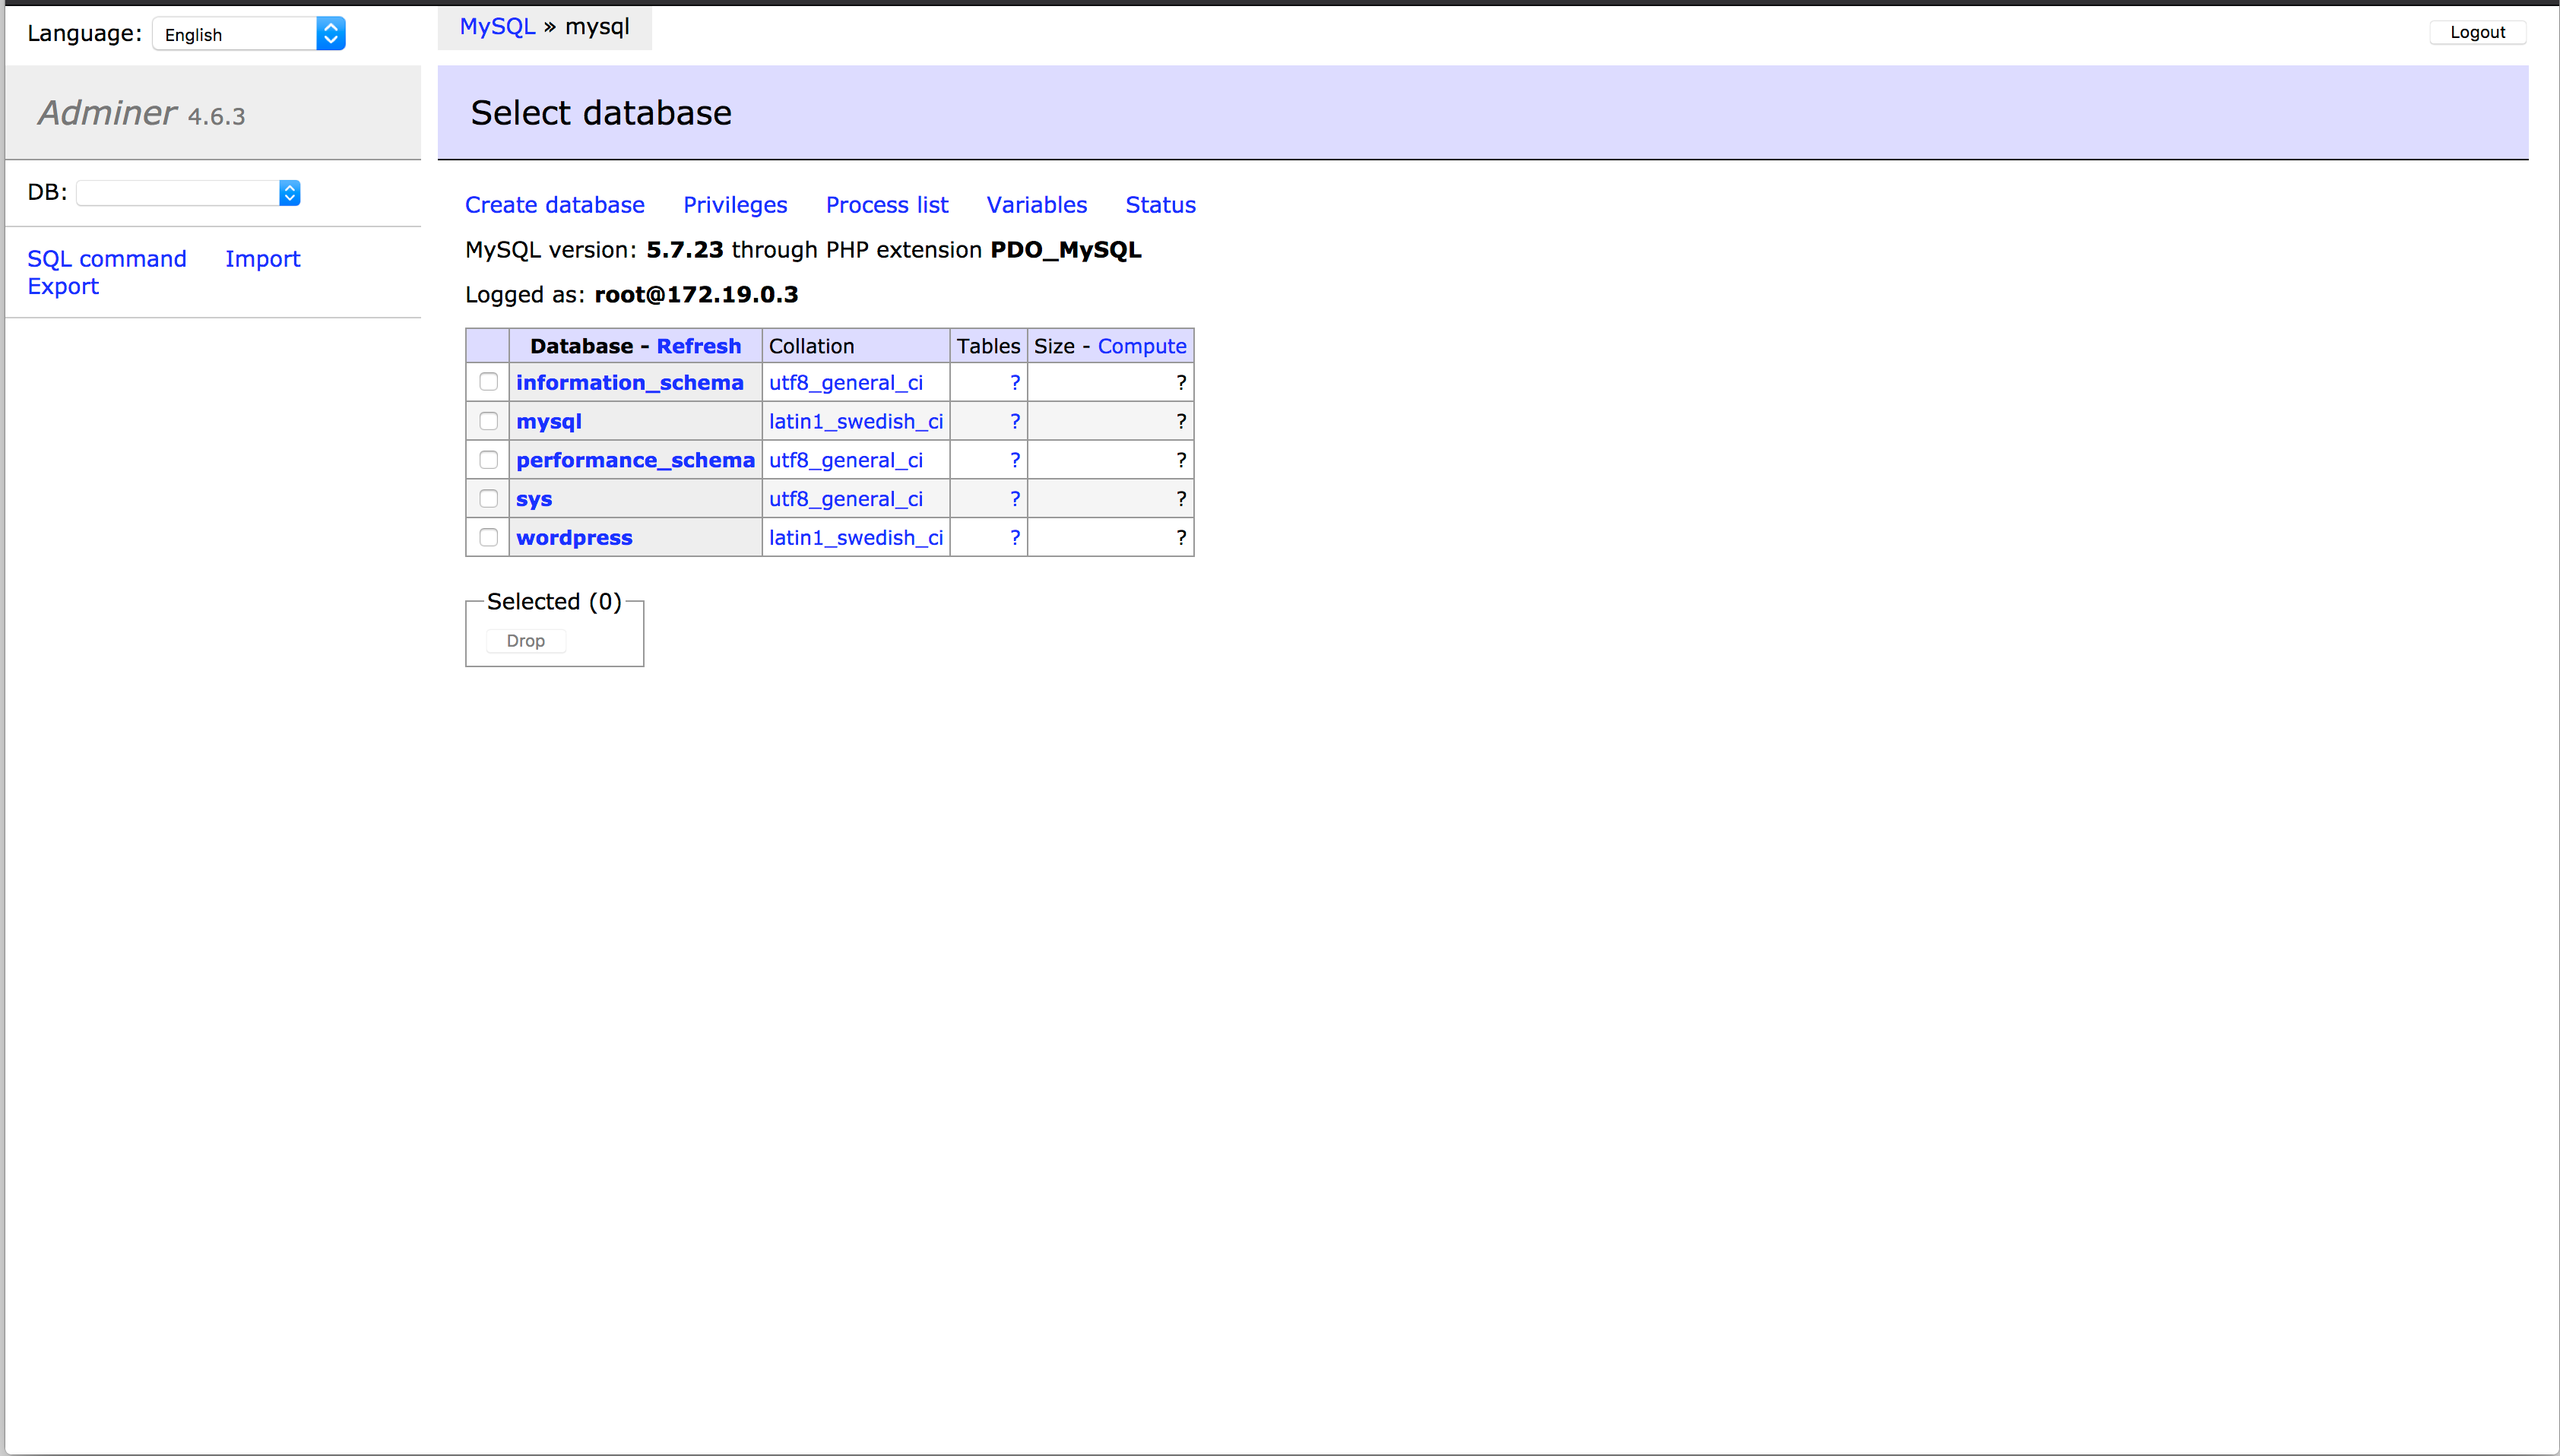 Language: English
MySQL » mysql
Logout
Adminer 4.6.3
Select database
DB:
SQL command Import
Export
Create database Privileges Process list Variables Status
MySQL version: 5.7.23 through PHP extension PDO_MySQL
Logged as: root@172.19.0.3
Database - Refresh Collation Tables Size - Compute
information_schema utf8_general_ci ? ?
mysql latin1_swedish_ci ? ?
performance_schema utf8_general_ci ? ?
sys utf8_general_ci ? ?
wordpress latin1_swedish_ci ? ?
Selected (0)
Drop